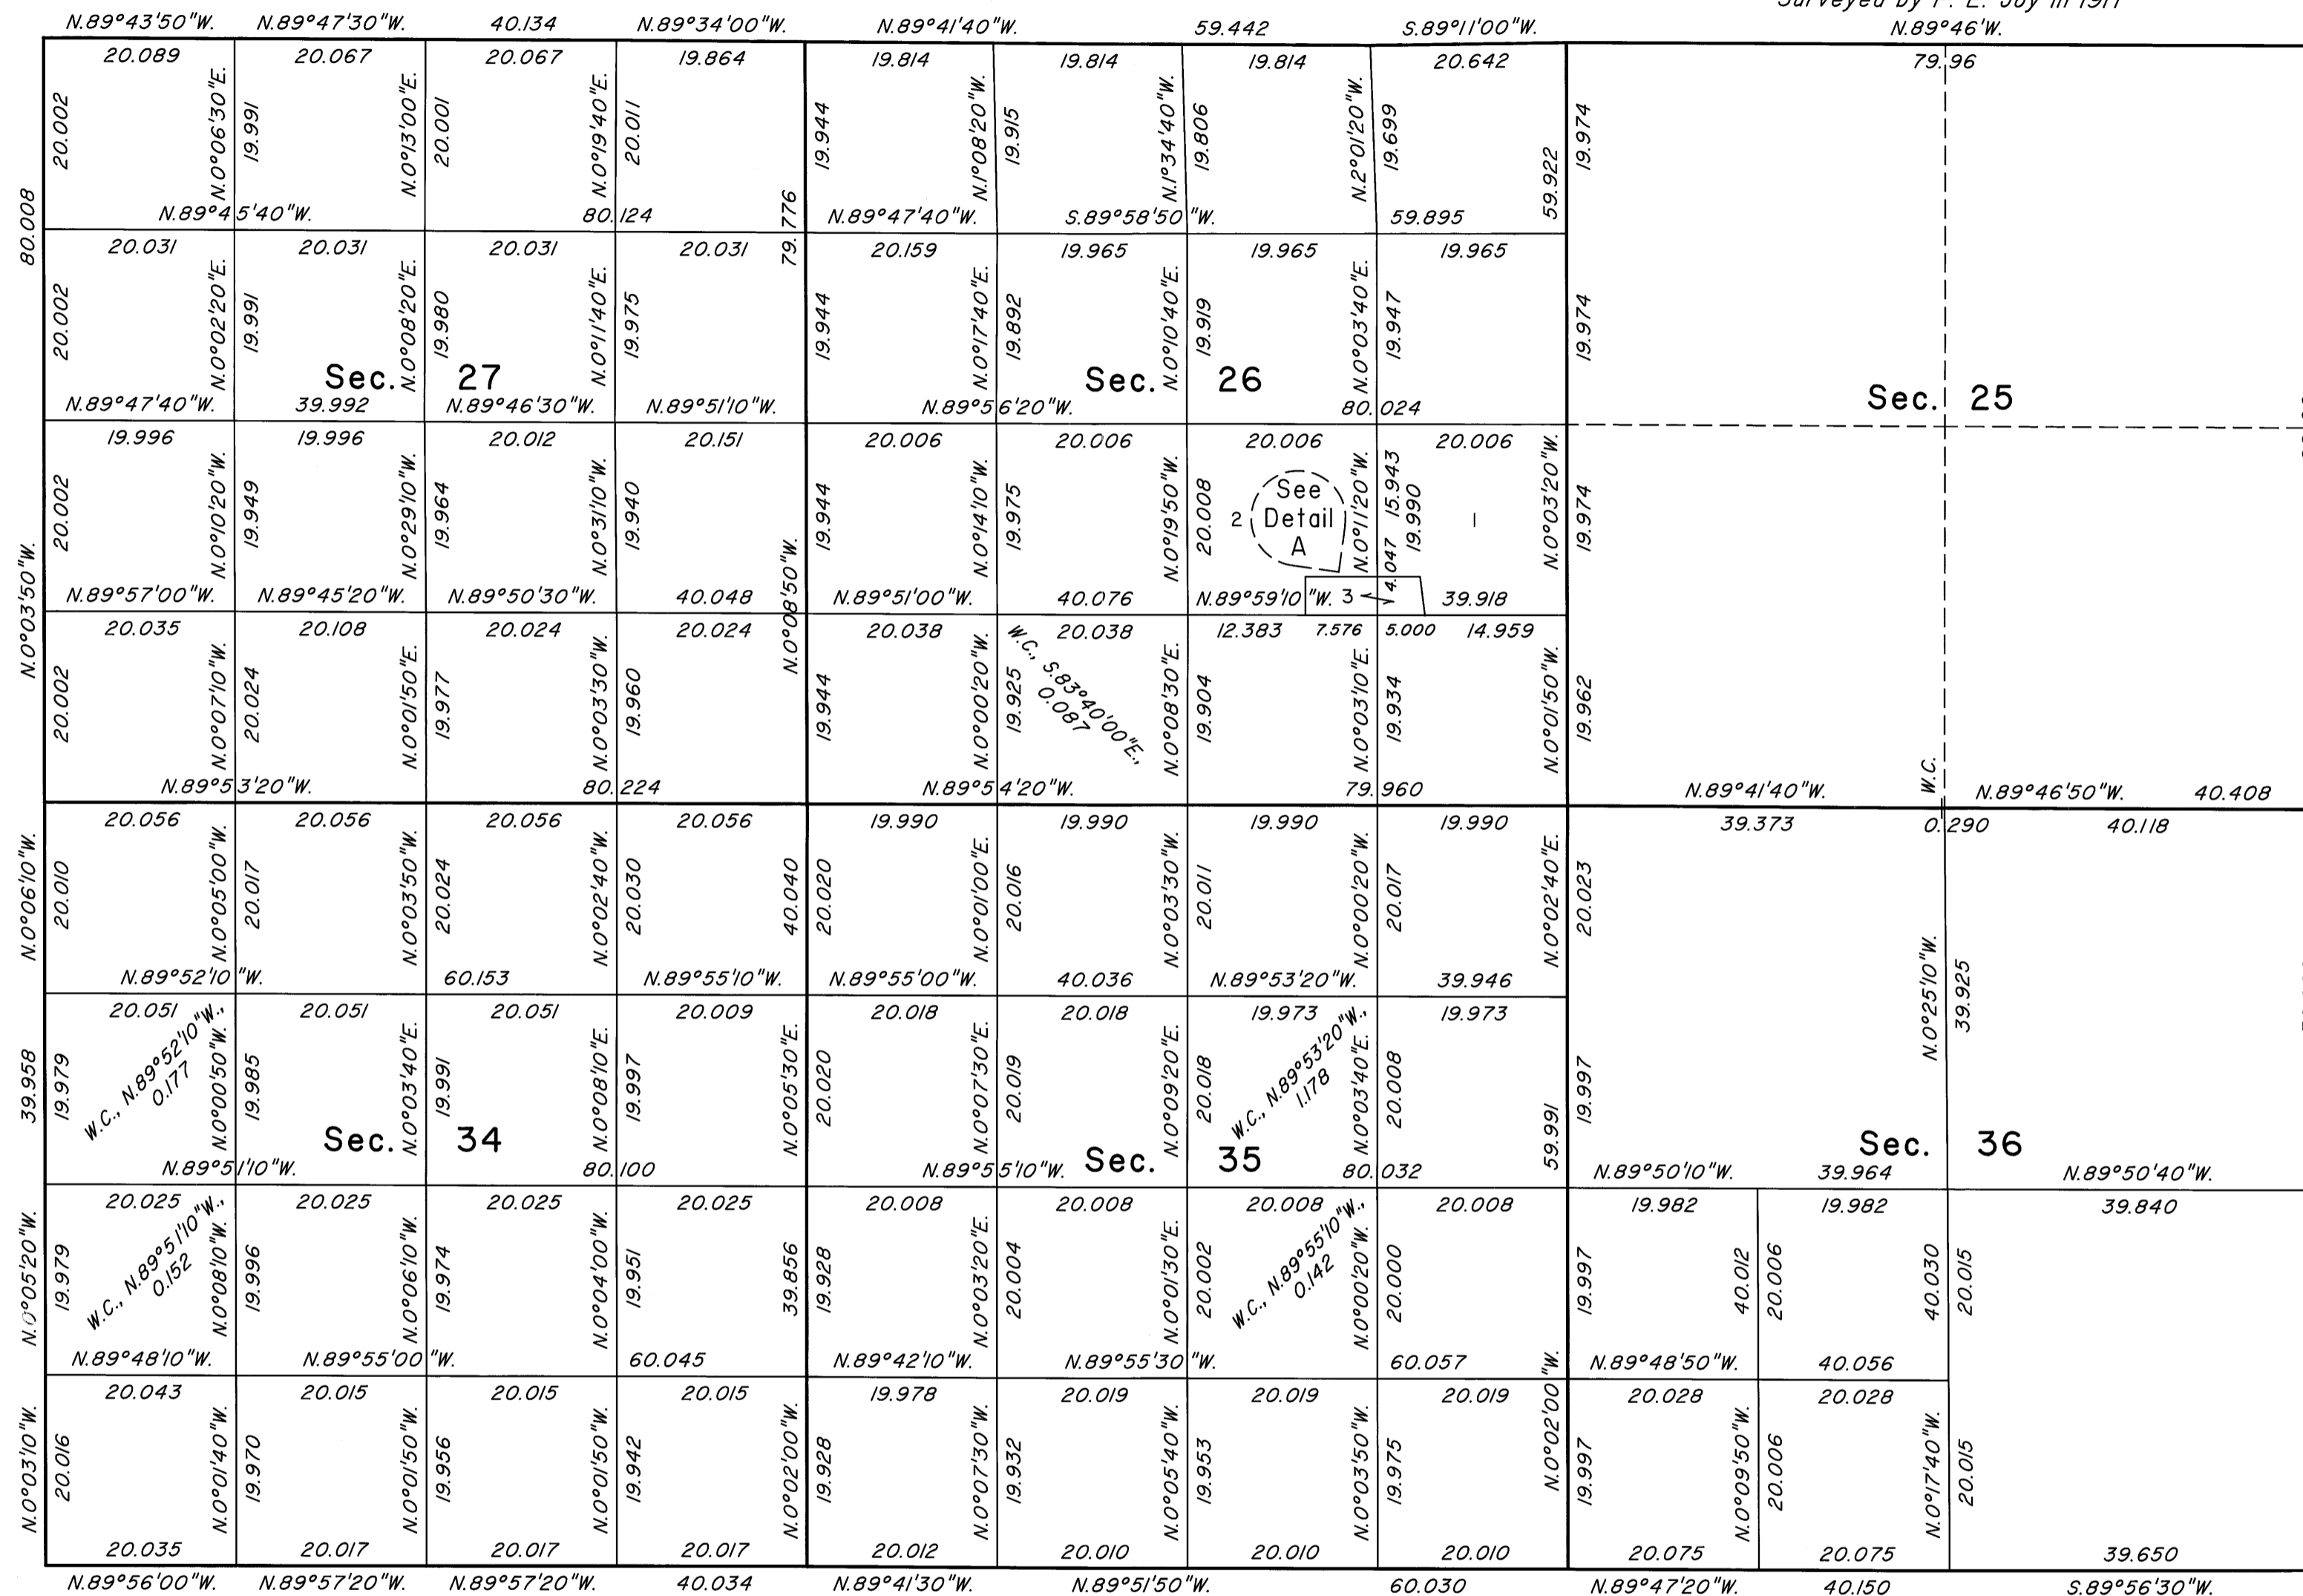 Surveyed by F. E. Joy in 1911
N.89°43'50"W. N.89°47'30"W. 40.134 N.89°34'00"W. N.89°41'40"W. 59.442 S.89°11'00"W. N.89°46'W.
20.089 20.067 20.067 19.864 19.814 19.814 19.814 20.642 79.96
20.002 N.0°06'30"E. 19.991 N.0°13'00"E. 20.001 N.0°19'40"E. 20.011 19.944 N.1°08'20"W. 19.915 N.1°34'40"W. 19.806 N.2°01'20"W. 19.699 59.922 19.974
80.008 79.776
N.89°45'40"W. 80.124 N.89°47'40"W. S.89°58'50"W. 59.895
20.031 20.031 20.031 20.031 20.159 19.965 19.965 19.965
20.002 N.0°02'20"E. 19.991 N.0°08'20"E. 19.980 N.0°11'40"E. 19.975 19.944 N.0°17'40"E. 19.892 N.0°10'40"E. 19.919 N.0°03'40"E. 19.947 19.974
Sec. 27 Sec. 26 Sec. 25
N.89°47'40"W. 39.992 N.89°46'30"W. N.89°51'10"W. N.89°56'20"W. 80.024
19.996 19.996 20.012 20.151 20.006 20.006 20.006 20.006
20.002 N.0°10'20"W. 19.949 N.0°29'10"W. 19.964 N.0°31'10"W. 19.940 19.944 N.0°14'10"W. 19.975 N.0°19'50"W. 20.008 N.0°11'20"W. 4.047 15.943 19.990 N.0°03'20"W. 19.974
See
2 Detail 1
A
N.0°03'50"W. N.0°08'50"W.
N.89°57'00"W. N.89°45'20"W. N.89°50'30"W. 40.048 N.89°51'00"W. 40.076 N.89°59'10"W. 3 39.918
20.035 20.108 20.024 20.024 20.038 20.038 12.383 7.576 5.000 14.959
20.002 N.0°07'10"W. 20.024 N.0°01'50"E. 19.977 N.0°03'30"W. 19.960 19.944 N.0°00'20"W. 19.925 N.0°08'30"E. 19.904 N.0°03'10"E. 19.934 N.0°01'50"W. 19.962
W.C., S.83°40'00"E.,
0.087
N.89°53'20"W. 80.224 N.89°54'20"W. 79.960 N.89°41'40"W. W.C. N.89°46'50"W. 40.408
20.056 20.056 20.056 20.056 19.990 19.990 19.990 19.990 39.373 0.290 40.118
N.0°06'10"W. 20.010 N.0°05'00"W. 20.017 N.0°03'50"W. 20.024 N.0°02'40"W. 20.030 40.040 20.020 N.0°01'00"E. 20.016 N.0°03'30"W. 20.011 N.0°00'20"W. 20.017 N.0°02'40"E. 20.023
N.89°52'10"W. 60.153 N.89°55'10"W. N.89°55'00"W. 40.036 N.89°53'20"W. 39.946
N.0°25'10"W. 39.925
20.051 20.051 20.051 20.009 20.018 20.018 19.973 19.973
39.958 19.979 N.0°00'50"W. 19.985 N.0°03'40"E. 19.991 N.0°08'10"E. 19.997 N.0°05'30"E. 20.020 N.0°07'30"E. 20.019 N.0°09'20"E. 20.018 N.0°03'40"E. 20.008 59.991 19.997
W.C., N.89°52'10"W.,
0.177
W.C., N.89°53'20"W.,
1.178
Sec. 34 Sec. 35 Sec. 36
N.89°51'10"W. 80.100 N.89°55'10"W. 80.032 N.89°50'10"W. 39.964 N.89°50'40"W.
20.025 20.025 20.025 20.025 20.008 20.008 20.008 20.008 19.982 19.982 39.840
N.0°05'20"W. 19.979 N.0°08'10"W. 19.996 N.0°06'10"W. 19.974 N.0°04'00"W. 19.951 39.856 19.928 N.0°03'20"E. 20.004 N.0°01'30"E. 20.002 N.0°00'20"W. 20.000 19.997 40.012 20.006 40.030 20.015
W.C., N.89°51'10"W.,
0.152
W.C., N.89°55'10"W.,
0.142
N.89°48'10"W. N.89°55'00"W. 60.045 N.89°42'10"W. N.89°55'30"W. 60.057 N.89°48'50"W. 40.056
20.043 20.015 20.015 20.015 19.978 20.019 20.019 20.019 20.028 20.028
N.0°03'10"W. 20.016 N.0°01'40"W. 19.970 N.0°01'50"W. 19.956 N.0°01'50"W. 19.942 N.0°02'00"W. 19.928 N.0°07'30"W. 19.932 N.0°05'40"W. 19.953 N.0°03'50"W. 19.975 N.0°02'00"W. 19.997 N.0°09'50"W. 20.006 N.0°17'40"W. 20.015
20.035 20.017 20.017 20.017 20.012 20.010 20.010 20.010 20.075 20.075 39.650
N.89°56'00"W. N.89°57'20"W. N.89°57'20"W. 40.034 N.89°41'30"W. N.89°51'50"W. 60.030 N.89°47'20"W. 40.150 S.89°56'30"W.